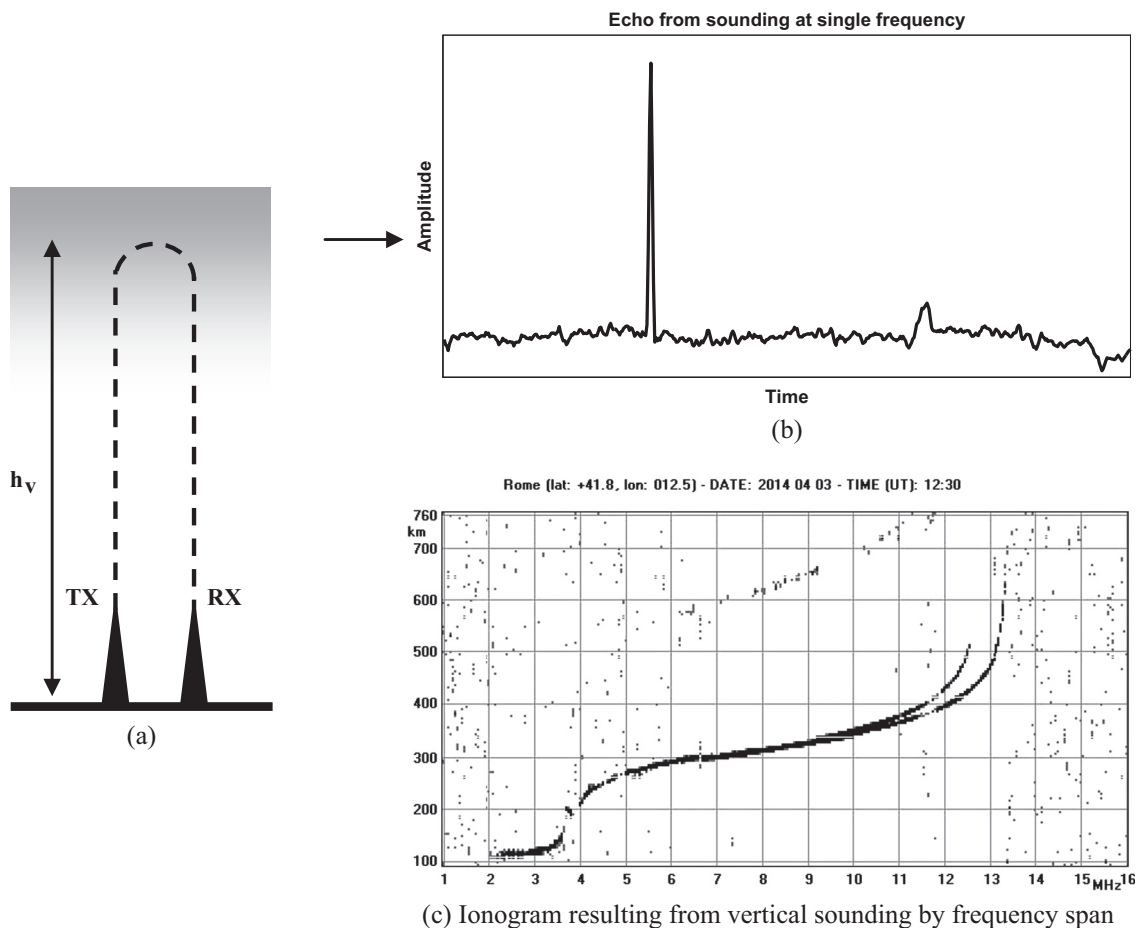 Echo from sounding at single frequency
Amplitude
Time
(b)
h_v
TX
RX
(a)
Rome (lat: +41.8, lon: 012.5) - DATE: 2014 04 03 - TIME (UT): 12:30
760
km
700
600
500
400
300
200
100
1 2 3 4 5 6 7 8 9 10 11 12 13 14 15 MHz 16
(c) Ionogram resulting from vertical sounding by frequency span